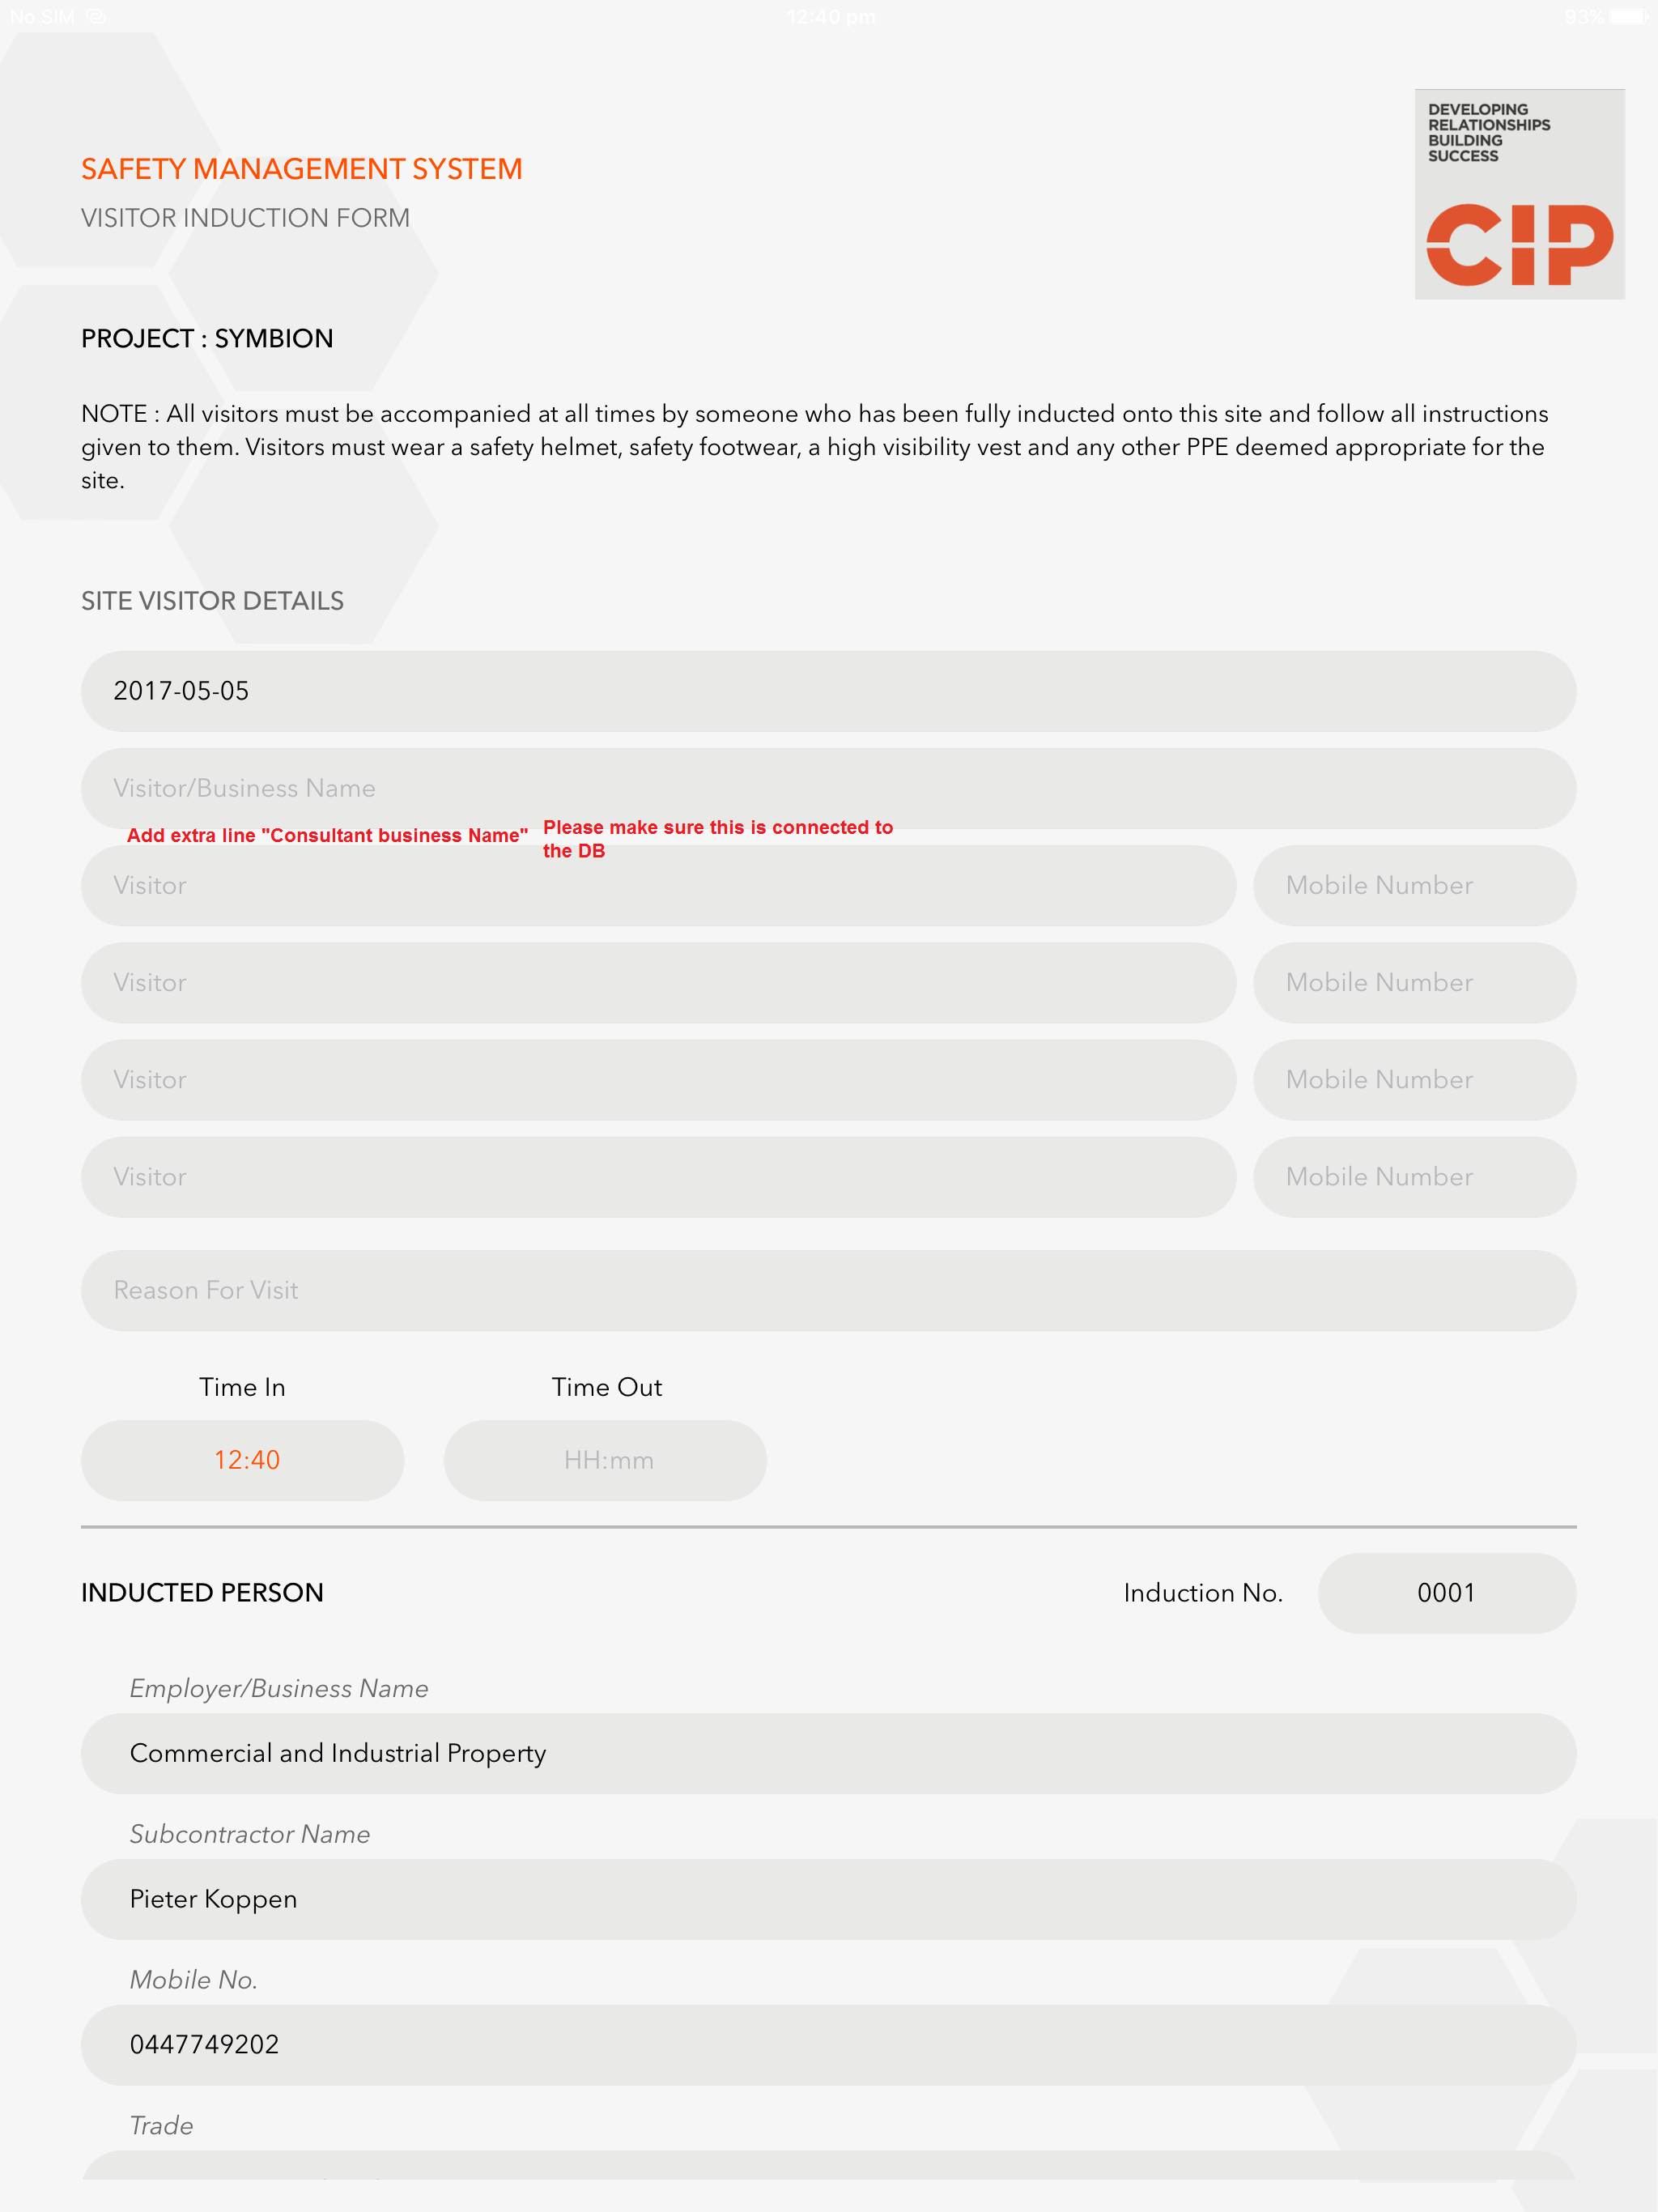 No SIM
12:40 pm
93%
DEVELOPING
RELATIONSHIPS
BUILDING
SUCCESS
CIP
SAFETY MANAGEMENT SYSTEM
VISITOR INDUCTION FORM
PROJECT : SYMBION
NOTE : All visitors must be accompanied at all times by someone who has been fully inducted onto this site and follow all instructions
given to them. Visitors must wear a safety helmet, safety footwear, a high visibility vest and any other PPE deemed appropriate for the
site.
SITE VISITOR DETAILS
2017-05-05
Visitor/Business Name
Add extra line "Consultant business Name"
Please make sure this is connected to
the DB
Visitor Mobile Number
Visitor Mobile Number
Visitor Mobile Number
Visitor Mobile Number
Reason For Visit
Time In Time Out
12:40 HH:mm
INDUCTED PERSON Induction No. 0001
Employer/Business Name
Commercial and Industrial Property
Subcontractor Name
Pieter Koppen
Mobile No.
0447749202
Trade